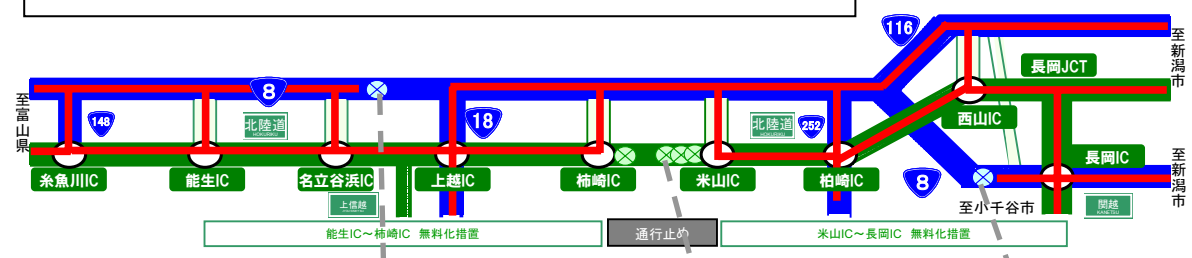 116
至新潟市
長岡JCT
8
至富山県
148
北陸道
HOKURIKU
18
北陸道
HOKURIKU
252
西山IC
長岡IC
至新潟市
糸魚川IC
能生IC
名立谷浜IC
上越IC
柿崎IC
米山IC
柏崎IC
8
上信越
至小千谷市
関越
KANETSU
能生IC～柿崎IC 無料化措置
通行止め
米山IC～長岡IC 無料化措置